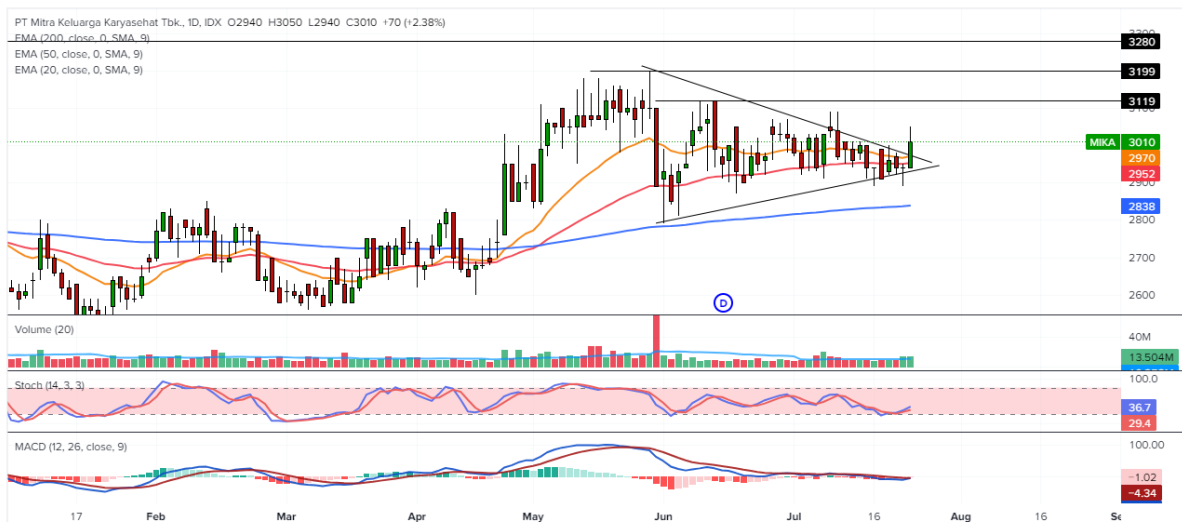 PT Mitra Keluarga Karyasehat Tbk., 1D, IDX O2940 H3050 L2940 C3010 +70 (+2.38%)
EMA (200, close, 0, SMA, 9)
3280
EMA (50, close, 0, SMA, 9)
EMA (20, close, 0, SMA, 9)
3199
3119
MIKA 3010
2970
2952
2900
2838
2700
2600
D
Volume (20)
40M
13.504M
Stoch (14, 3, 3)
100.0
36.7
29.4
MACD (12, 26, close, 9)
100.00
−1.02
−4.34
17 Feb Mar Apr May Jun Jul 16 Aug 16